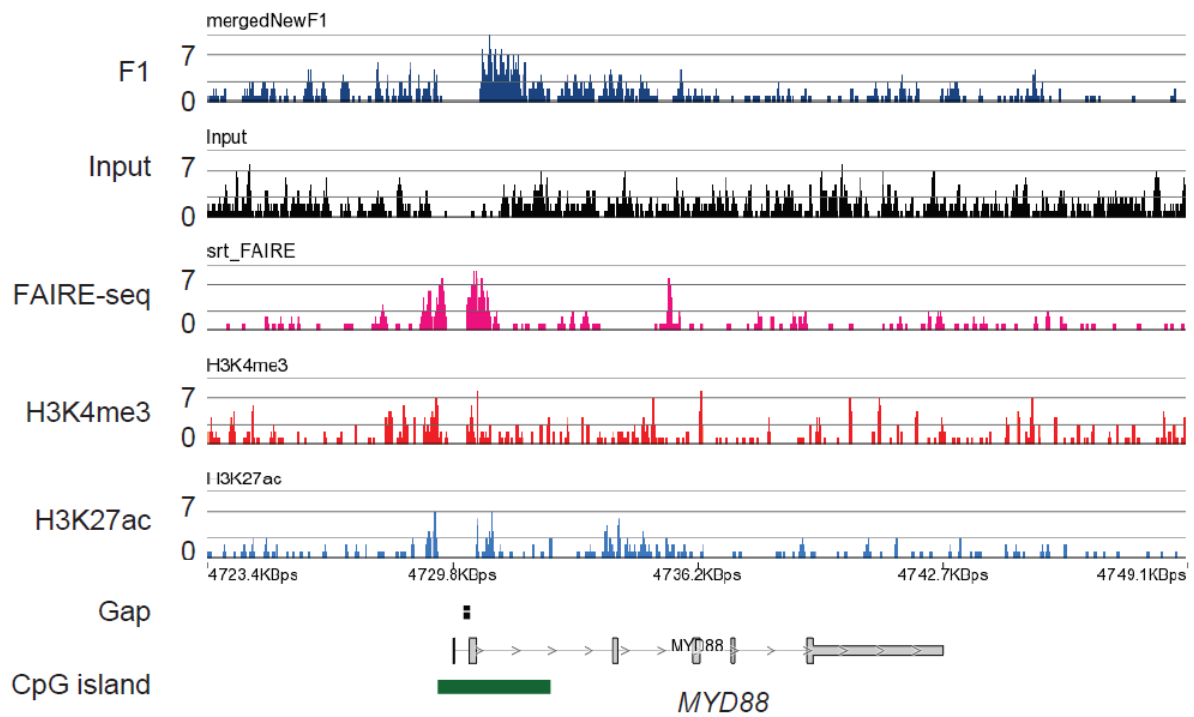 mergedNewF1
F1
7
0
Input
Input
7
0
srt_FAIRE
FAIRE-seq
7
0
H3K4me3
H3K4me3
7
0
H3K27ac
H3K27ac
7
0
4723.4KBps 4729.8KBps 4736.2KBps 4742.7KBps 4749.1KBps
Gap
MYD88
CpG island
MYD88